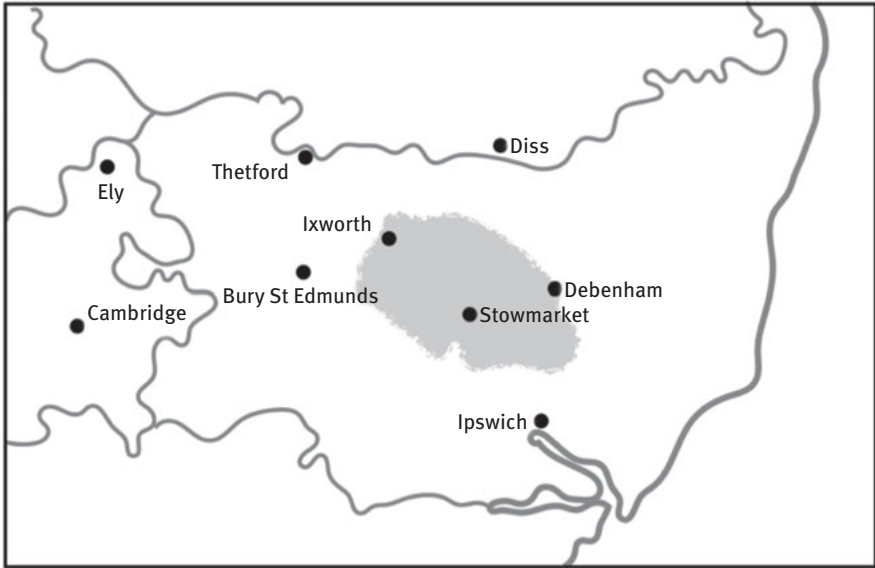 Diss
Thetford
Ely
Ixworth
Bury St Edmunds
Debenham
Cambridge
Stowmarket
Ipswich